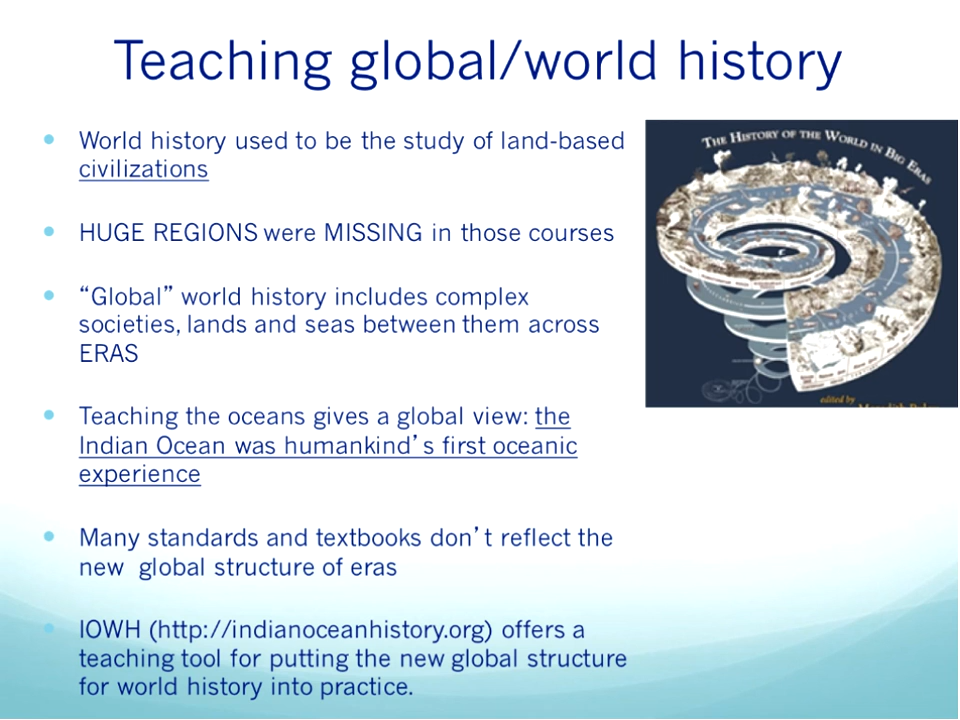 Teaching global/world history
World history used to be the study of land-based
civilizations
HUGE REGIONS were MISSING in those courses
“Global” world history includes complex
societies, lands and seas between them across
ERAS
Teaching the oceans gives a global view: the
Indian Ocean was humankind’s first oceanic
experience
Many standards and textbooks don’t reflect the
new  global structure of eras
IOWH (http://indianoceanhistory.org) offers a
teaching tool for putting the new global structure
for world history into practice.
THE HISTORY OF THE WORLD IN BIG ERAS
edited by